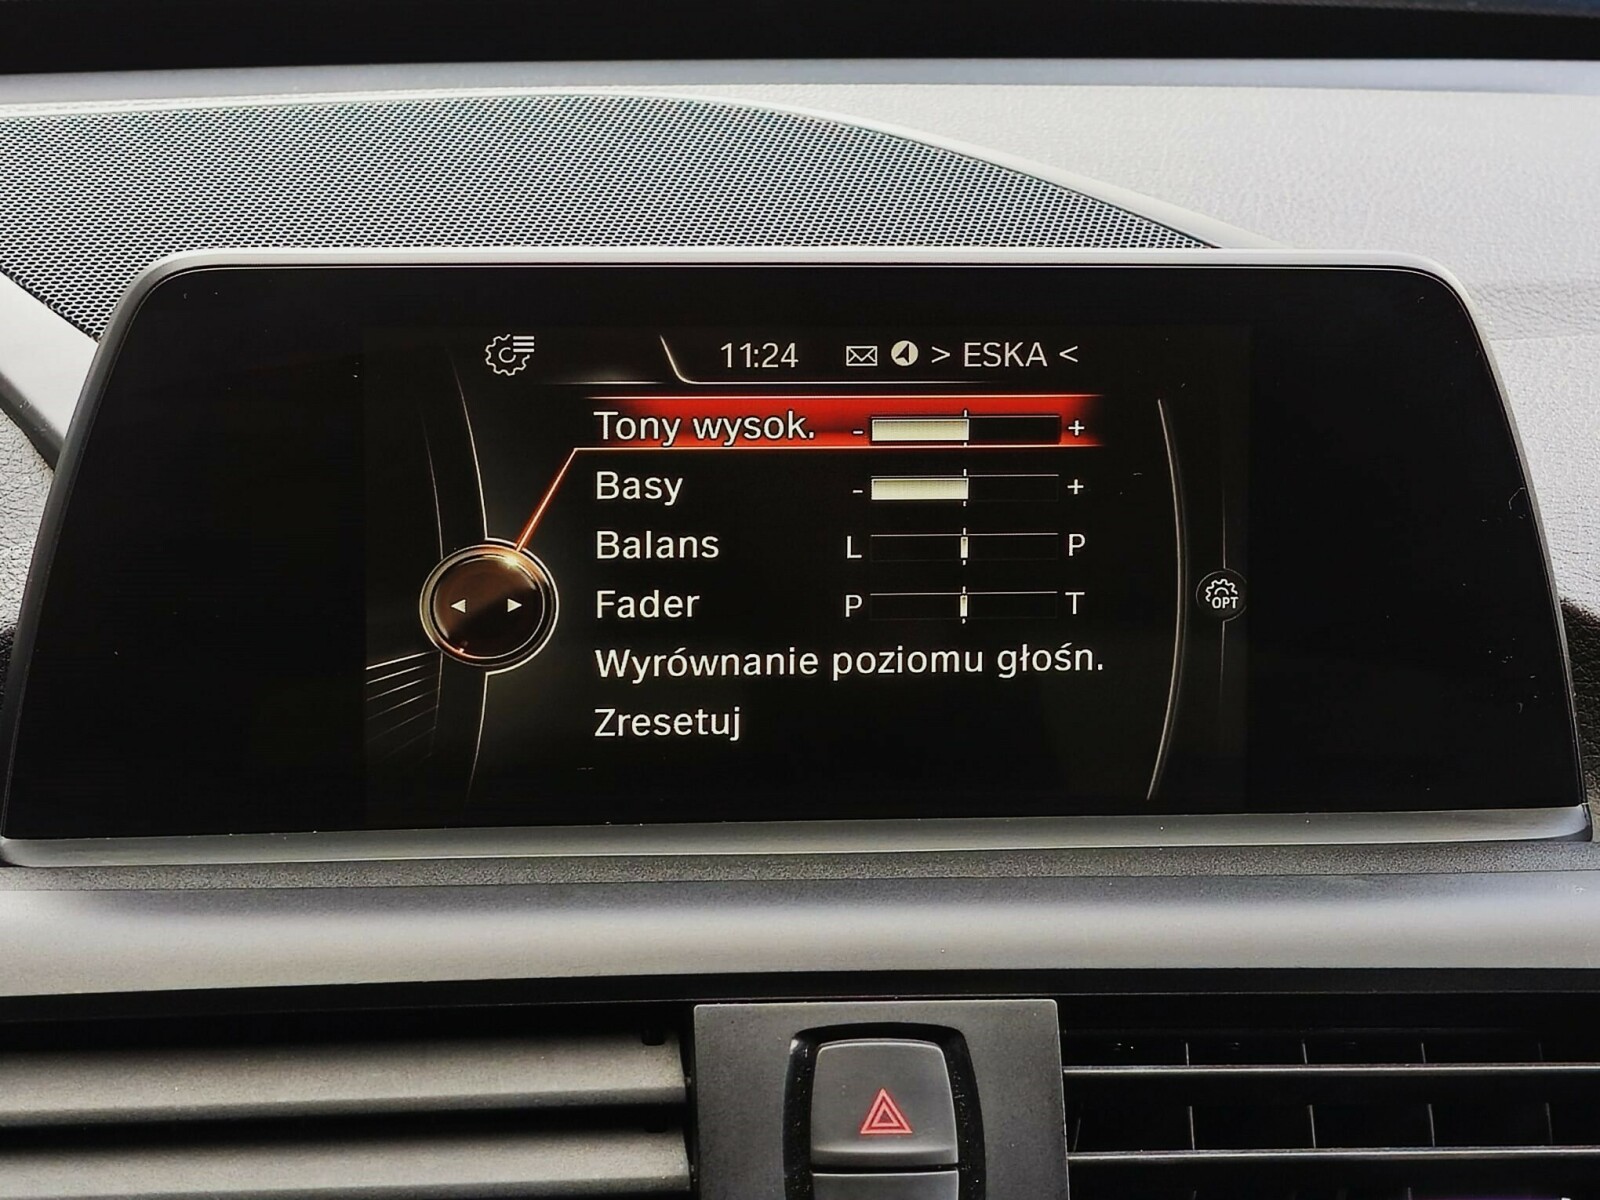 11:24 > ESKA <
Tony wysok. - +
Basy - +
Balans L P
Fader P T
Wyrównanie poziomu głośn.
Zresetuj
OPT